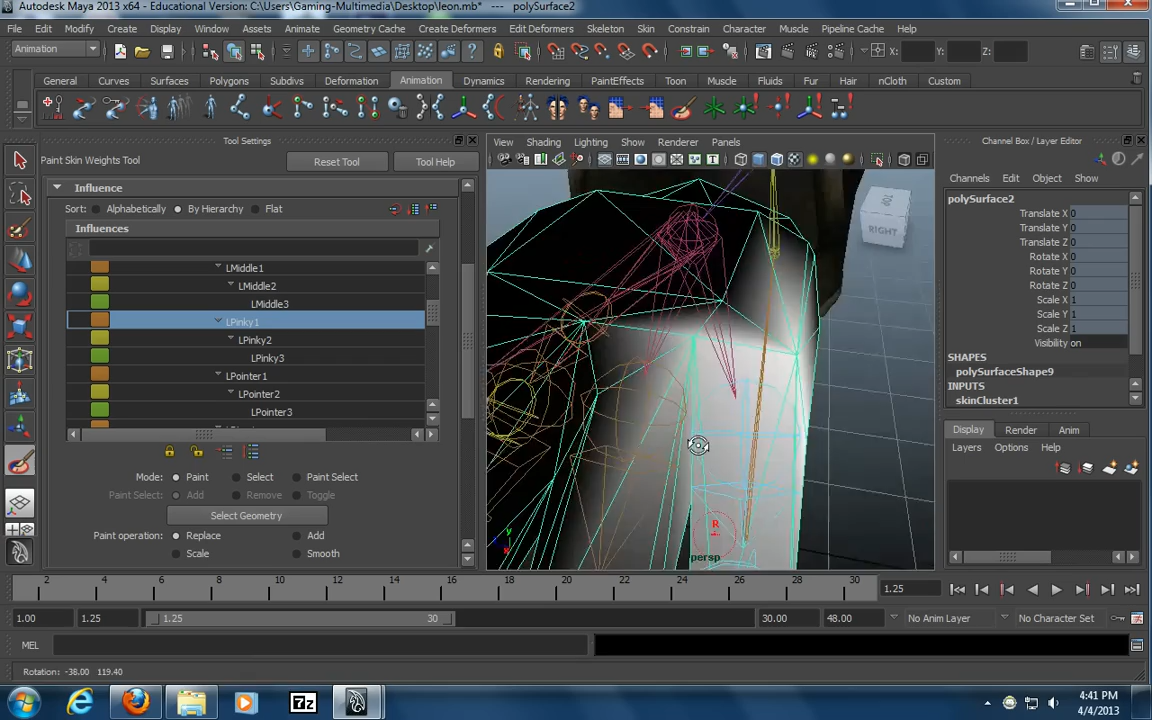 Autodesk Maya 2013 x64 - Educational Version: C:\Users\Gaming-Multimedia\Desktop\leon.mb* --- polySurface2
File Edit Modify Create Display Window Assets Animate Geometry Cache Create Deformers Edit Deformers Skeleton Skin Constrain Character Muscle Pipeline Cache Help
Animation X: Y: Z:
General Curves Surfaces Polygons Subdivs Deformation Animation Dynamics Rendering PaintEffects Toon Muscle Fluids Fur Hair nCloth Custom
Tool Settings
Paint Skin Weights Tool Reset Tool Tool Help
Influence
Sort: Alphabetically By Hierarchy Flat
Influences
LMiddle1
LMiddle2
LMiddle3
LPinky1
LPinky2
LPinky3
LPointer1
LPointer2
LPointer3
Mode: Paint Select Paint Select
Paint Select: Add Remove Toggle
Select Geometry
Paint operation: Replace Add
Scale Smooth
View Shading Lighting Show Renderer Panels
RIGHT
R
y
x
persp
Channel Box / Layer Editor
Channels Edit Object Show
polySurface2
Translate X 0
Translate Y 0
Translate Z 0
Rotate X 0
Rotate Y 0
Rotate Z 0
Scale X 1
Scale Y 1
Scale Z 1
Visibility on
SHAPES
polySurfaceShape9
INPUTS
skinCluster1
Display Render Anim
Layers Options Help
2 4 6 8 10 12 14 16 18 20 22 24 26 28 30
1.25
1.00 1.25 1.25 30 30.00 48.00 No Anim Layer No Character Set
MEL
Rotation: -38.00 119.40
4:41 PM
4/4/2013